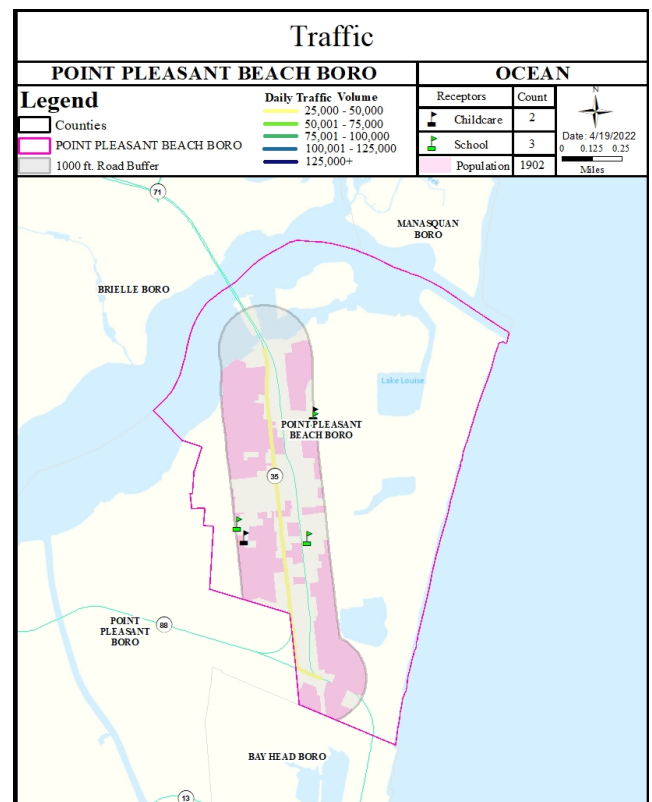 Traffic
POINT PLEASANT BEACH BORO
OCEAN
Legend
Counties
POINT PLEASANT BEACH BORO
1000 ft. Road Buffer
Daily Traffic Volume
25,000 - 50,000
50,001 - 75,000
75,001 - 100,000
100,001 - 125,000
125,000+
Receptors Count
Childcare 2
School 3
Population 1902
N
Date: 4/19/2022
0 0.125 0.25
Miles
71
MANASQUAN
BORO
BRIELLE BORO
Lake Louise
POINT PLEASANT
BEACH BORO
35
POINT
PLEASANT
BORO
88
BAY HEAD BORO
13